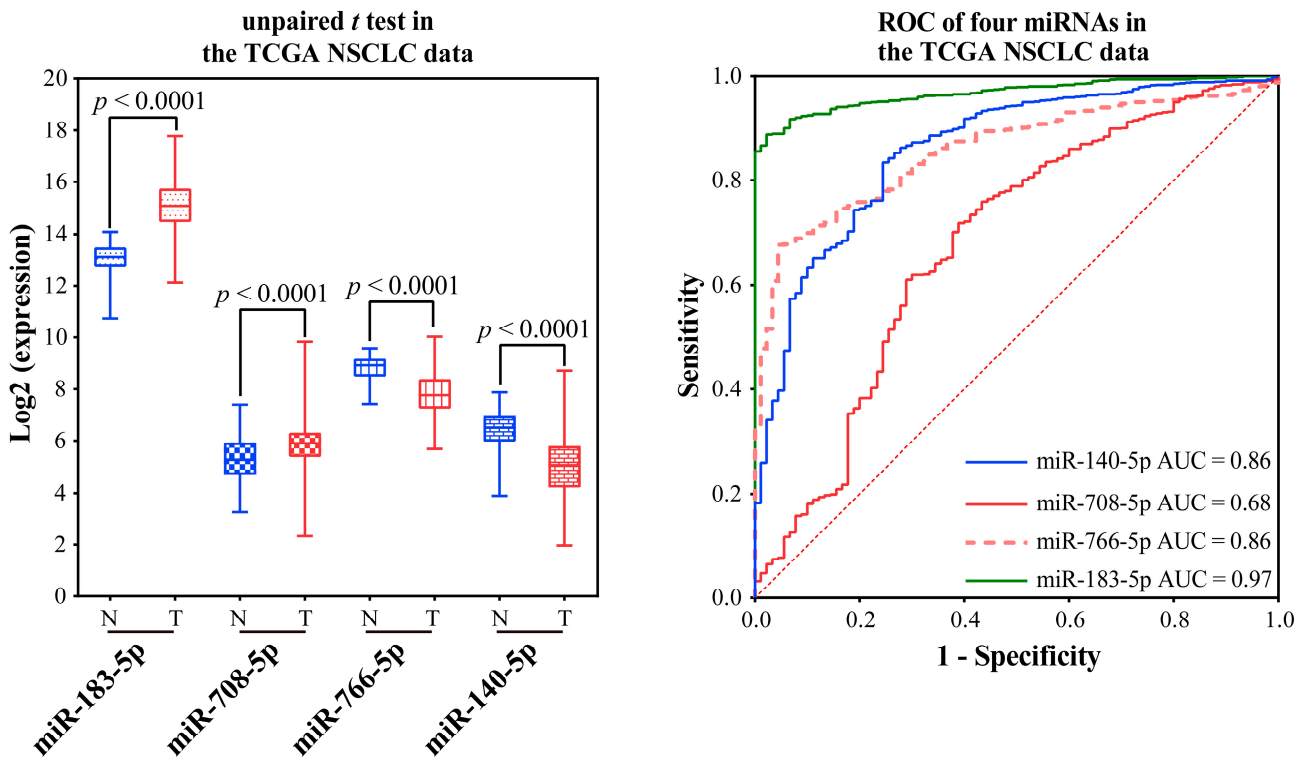 unpaired t test in
the TCGA NSCLC data
Log2 (expression)
20
18
16
14
12
10
8
6
4
2
0
p < 0.0001
p < 0.0001
p < 0.0001
p < 0.0001
N T N T N T N T
miR-183-5p
miR-708-5p
miR-766-5p
miR-140-5p
ROC of four miRNAs in
the TCGA NSCLC data
Sensitivity
1.0
0.8
0.6
0.4
0.2
0.0
miR-140-5p AUC = 0.86
miR-708-5p AUC = 0.68
miR-766-5p AUC = 0.86
miR-183-5p AUC = 0.97
0.0 0.2 0.4 0.6 0.8 1.0
1 - Specificity